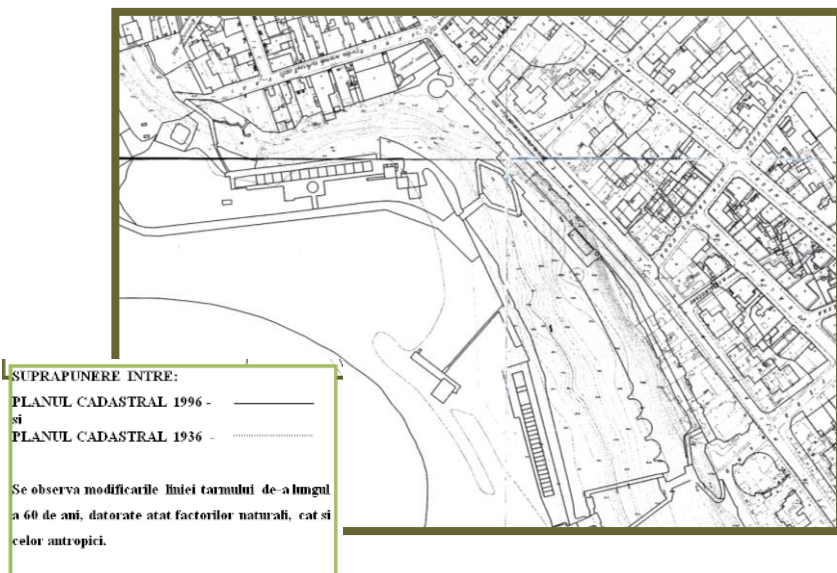 SUPRAPUNERE INTRE:
PLANUL CADASTRAL 1996 -
si
PLANUL CADASTRAL 1936 -
Se observa modificarile liniei tarmului de-a lungul
a 60 de ani, datorate atat factorilor naturali, cat si
celor antropici.